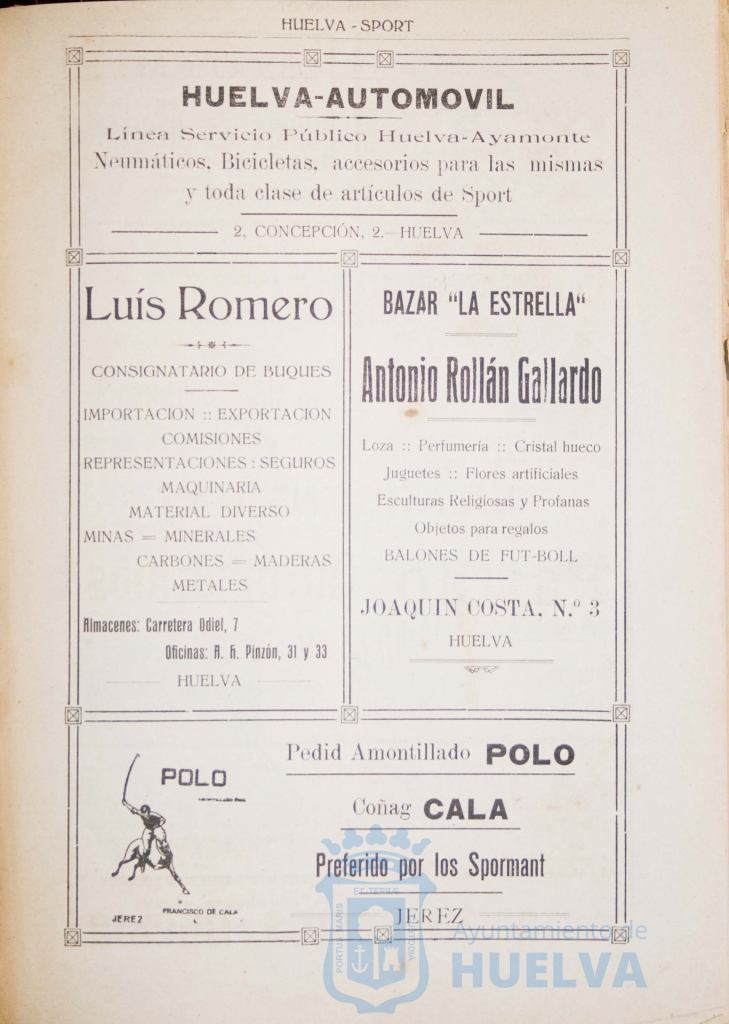 HUELVA - SPORT
HUELVA-AUTOMOVIL
Línea Servicio Público Huelva-Ayamonte
Neumáticos, Bicicletas, accesorios para las mismas
y toda clase de artículos de Sport
2, CONCEPCIÓN, 2.—HUELVA
Luís Romero
CONSIGNATARIO DE BUQUES
IMPORTACION :: EXPORTACION
COMISIONES
REPRESENTACIONES : SEGUROS
MAQUINARIA
MATERIAL DIVERSO
MINAS = MINERALES
CARBONES = MADERAS
METALES
Almacenes: Carretera Odiel, 7
Oficinas: A. H. Pinzón, 31 y 33
HUELVA
BAZAR “LA ESTRELLA“
Antonio Rollán Gallardo
Loza :: Perfumería :: Cristal hueco
Juguetes :: Flores artificiales
Esculturas Religiosas y Profanas
Objetos para regalos
BALONES DE FUT-BOLL
JOAQUIN COSTA, N.º 3
HUELVA
POLO
FRANCISCO DE CALA
JEREZ
Pedid Amontillado POLO
Coñag CALA
Preferido por los Spormant
JEREZ
ET TERRÆ
PORTUS MARIS
CUSTODIA
Ayuntamiento de
HUELVA